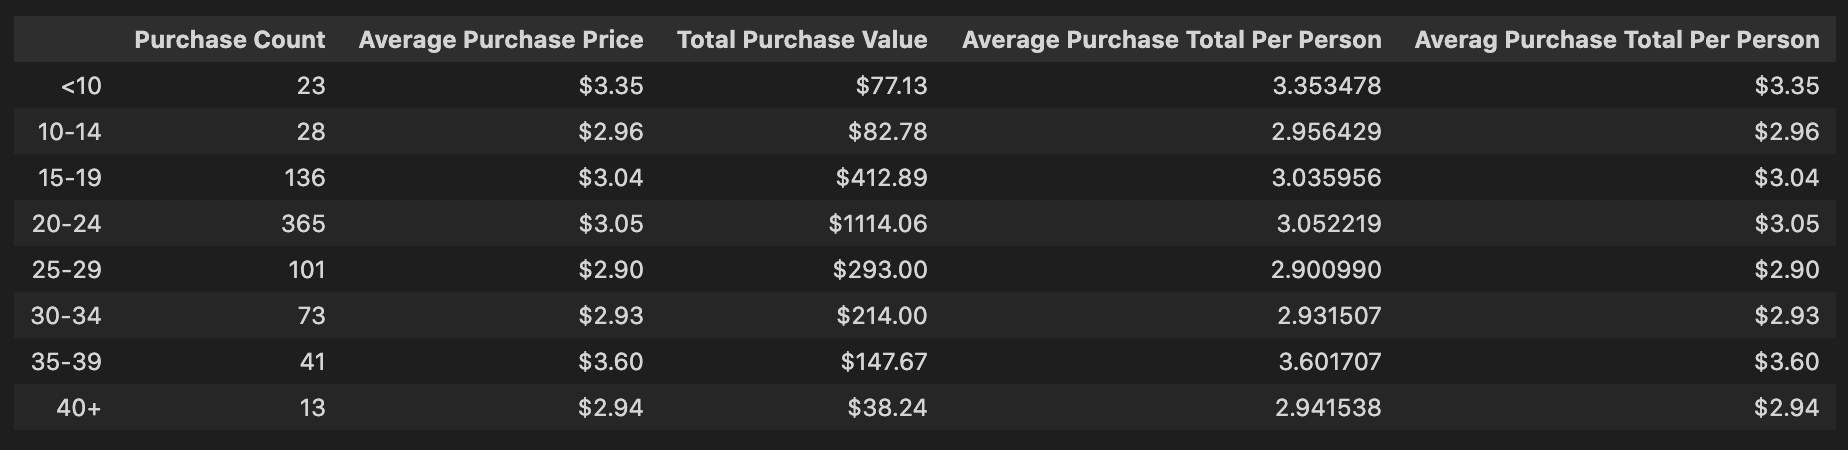 Purchase Count Average Purchase Price Total Purchase Value Average Purchase Total Per Person Averag Purchase Total Per Person
<10 23 $3.35 $77.13 3.353478 $3.35
10-14 28 $2.96 $82.78 2.956429 $2.96
15-19 136 $3.04 $412.89 3.035956 $3.04
20-24 365 $3.05 $1114.06 3.052219 $3.05
25-29 101 $2.90 $293.00 2.900990 $2.90
30-34 73 $2.93 $214.00 2.931507 $2.93
35-39 41 $3.60 $147.67 3.601707 $3.60
40+ 13 $2.94 $38.24 2.941538 $2.94